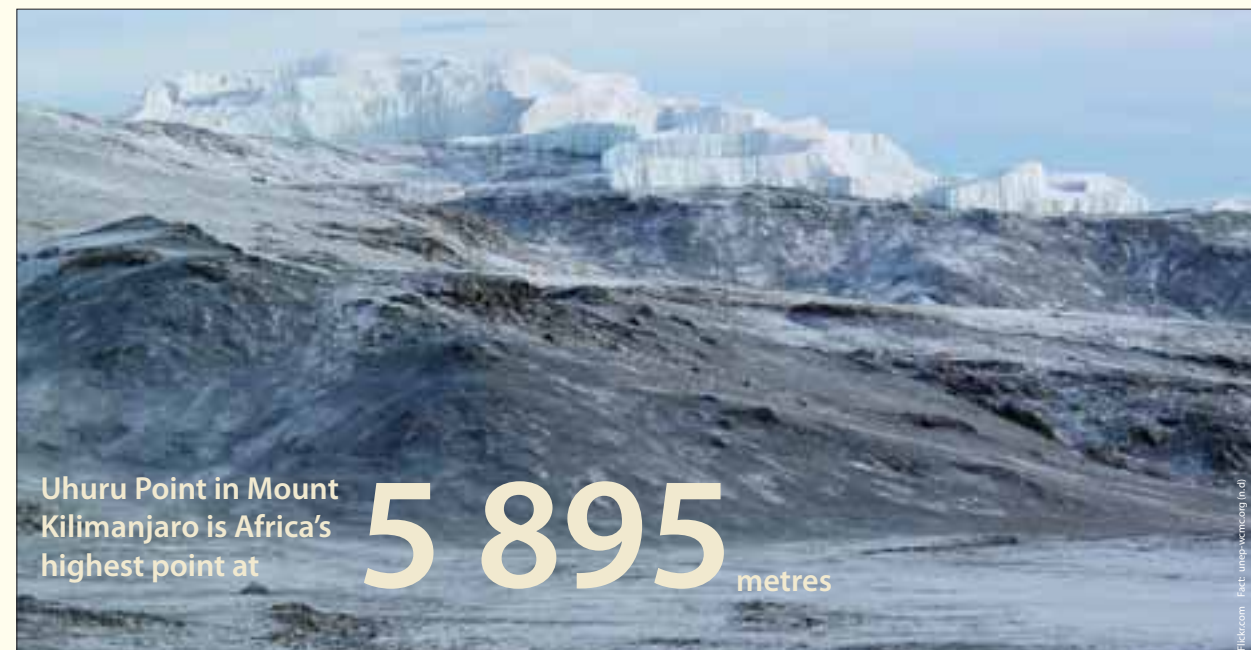 Uhuru Point in Mount
Kilimanjaro is Africa’s
highest point at
5 895
metres
Flickr.com Fact: unep-wcmc.org (n.d)